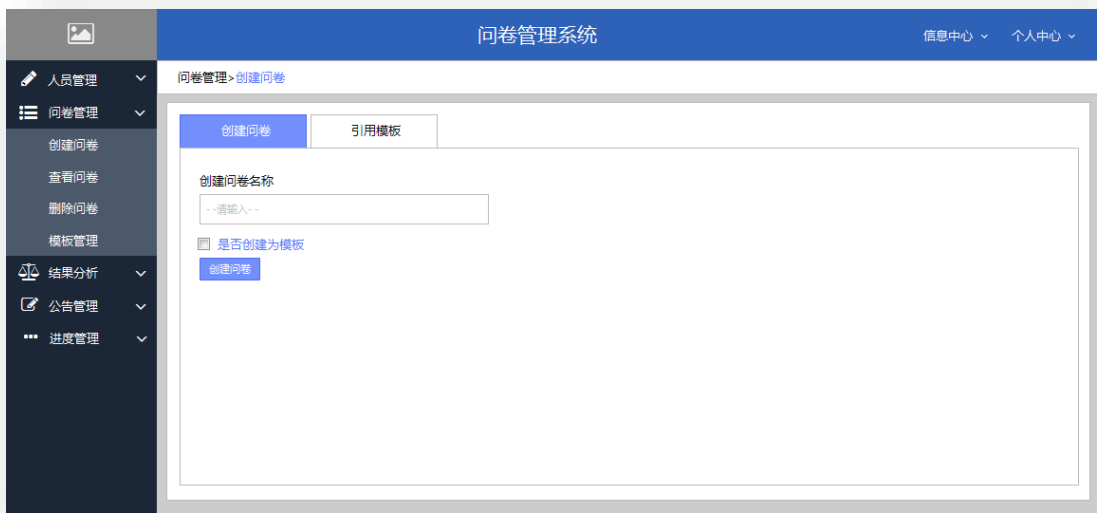 问卷管理系统
信息中心 个人中心
人员管理
问卷管理
创建问卷
查看问卷
删除问卷
模板管理
结果分析
公告管理
进度管理
问卷管理>创建问卷
创建问卷 引用模板
创建问卷名称
--请输入--
是否创建为模板
创建问卷